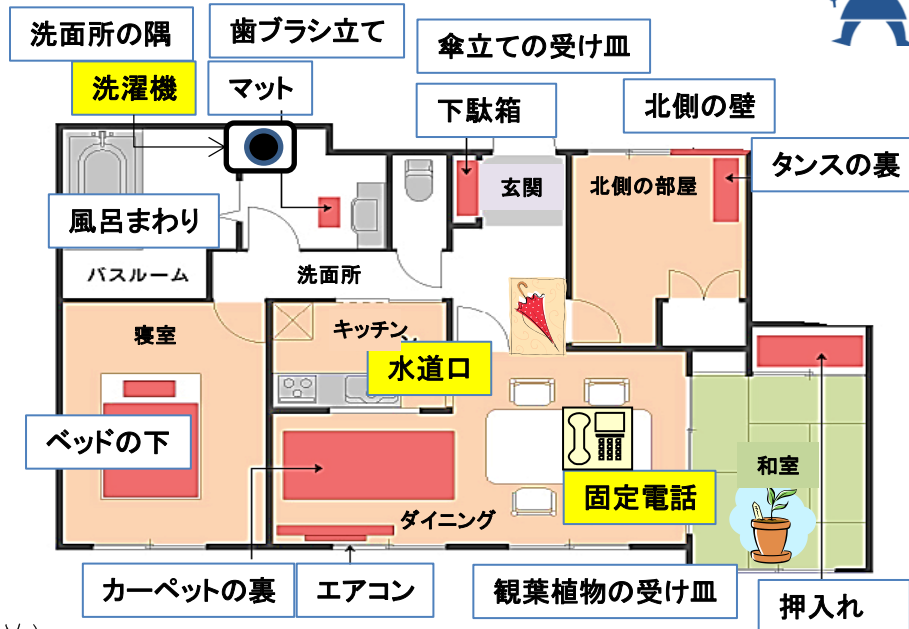 洗面所の隅
歯ブラシ立て
傘立ての受け皿
洗濯機
マット
下駄箱
北側の壁
タンスの裏
玄関
北側の部屋
風呂まわり
バスルーム
洗面所
寝室
キッチン
水道口
ベッドの下
和室
固定電話
ダイニング
カーペットの裏
エアコン
観葉植物の受け皿
押入れ